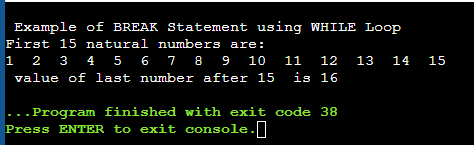 Example of BREAK Statement using WHILE Loop
First 15 natural numbers are:
1 2 3 4 5 6 7 8 9 10 11 12 13 14 15
value of last number after 15 is 16
...Program finished with exit code 38
Press ENTER to exit console.